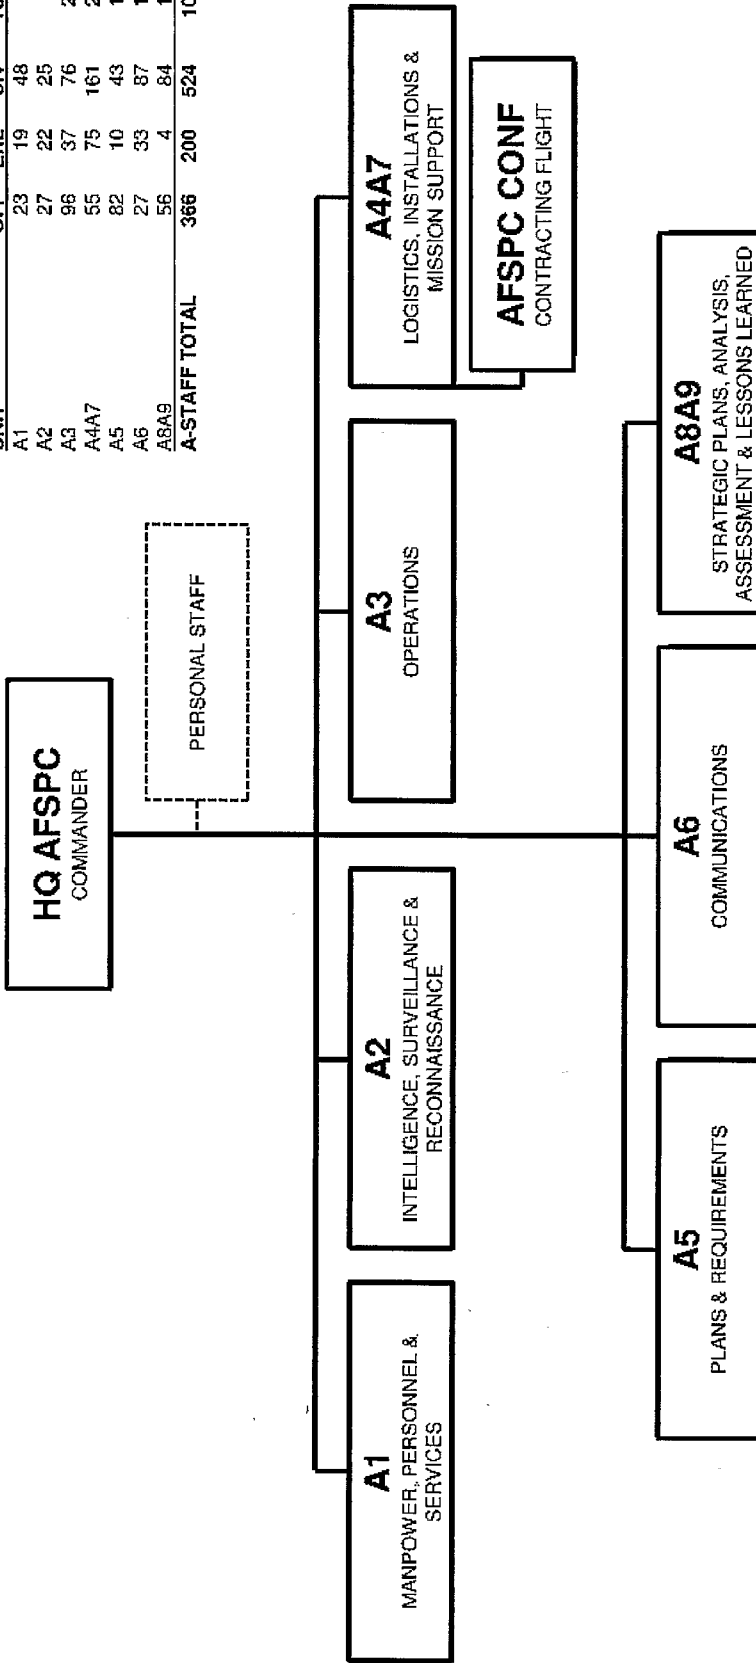 A1 23 19 48
A2 27 22 25
A3 96 37 76
A4A7 55 75 161
A5 82 10 43
A6 27 33 87
A8A9 56 4 84
A-STAFF TOTAL 366 200 524
HQ AFSPC
COMMANDER
PERSONAL STAFF
A1
MANPOWER, PERSONNEL &
SERVICES
A2
INTELLIGENCE, SURVEILLANCE &
RECONNAISSANCE
A3
OPERATIONS
A4A7
LOGISTICS, INSTALLATIONS &
MISSION SUPPORT
AFSPC CONF
CONTRACTING FLIGHT
A5
PLANS & REQUIREMENTS
A6
COMMUNICATIONS
A8A9
STRATEGIC PLANS, ANALYSIS,
ASSESSMENT & LESSONS LEARNED